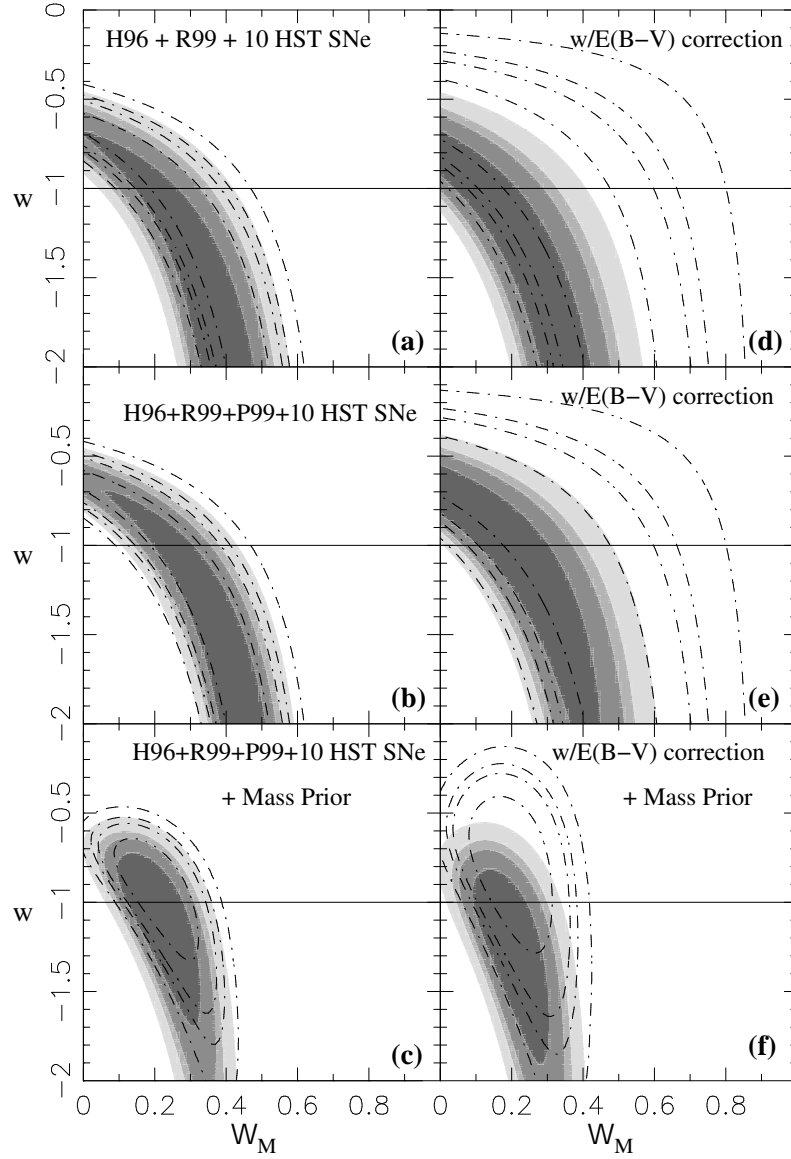 0
H96 + R99 + 10 HST SNe
w/E(B−V) correction
−0.5
w
−1
−1.5
(a)
(d)
−2
H96+R99+P99+10 HST SNe
w/E(B−V) correction
−0.5
w
−1
−1.5
(b)
(e)
−2
H96+R99+P99+10 HST SNe
w/E(B−V) correction
+ Mass Prior
+ Mass Prior
−0.5
w
−1
−1.5
(c)
(f)
−2
0 0.2 0.4 0.6 0.8 0 0.2 0.4 0.6 0.8
W_M
W_M